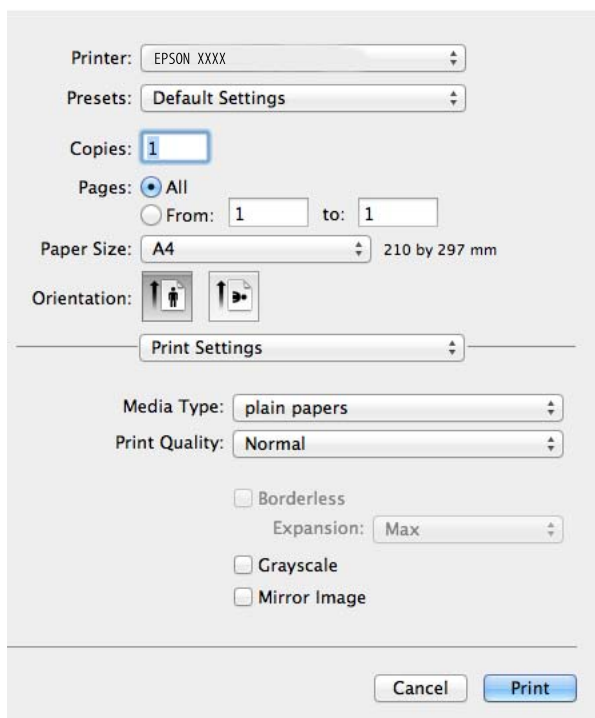 Printer: EPSON XXXX
Presets: Default Settings
Copies: 1
Pages: All
From: 1 to: 1
Paper Size: A4 210 by 297 mm
Orientation:
Print Settings
Media Type: plain papers
Print Quality: Normal
Borderless
Expansion: Max
Grayscale
Mirror Image
Cancel Print